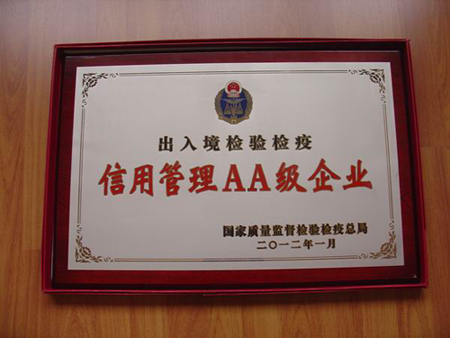 出入境检验检疫
信用管理AA级企业
国家质量监督检验检疫总局
二〇一二年一月